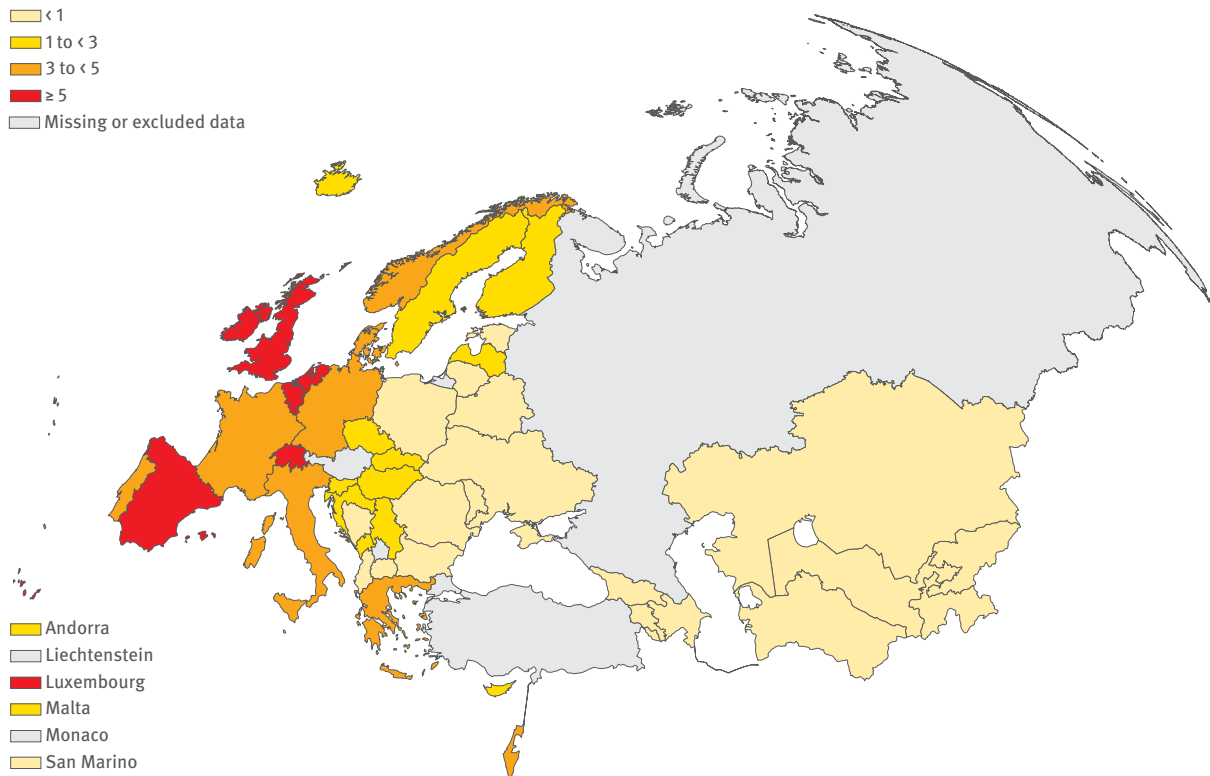 < 1
1 to < 3
3 to < 5
≥ 5
Missing or excluded data
Andorra
Liechtenstein
Luxembourg
Malta
Monaco
San Marino